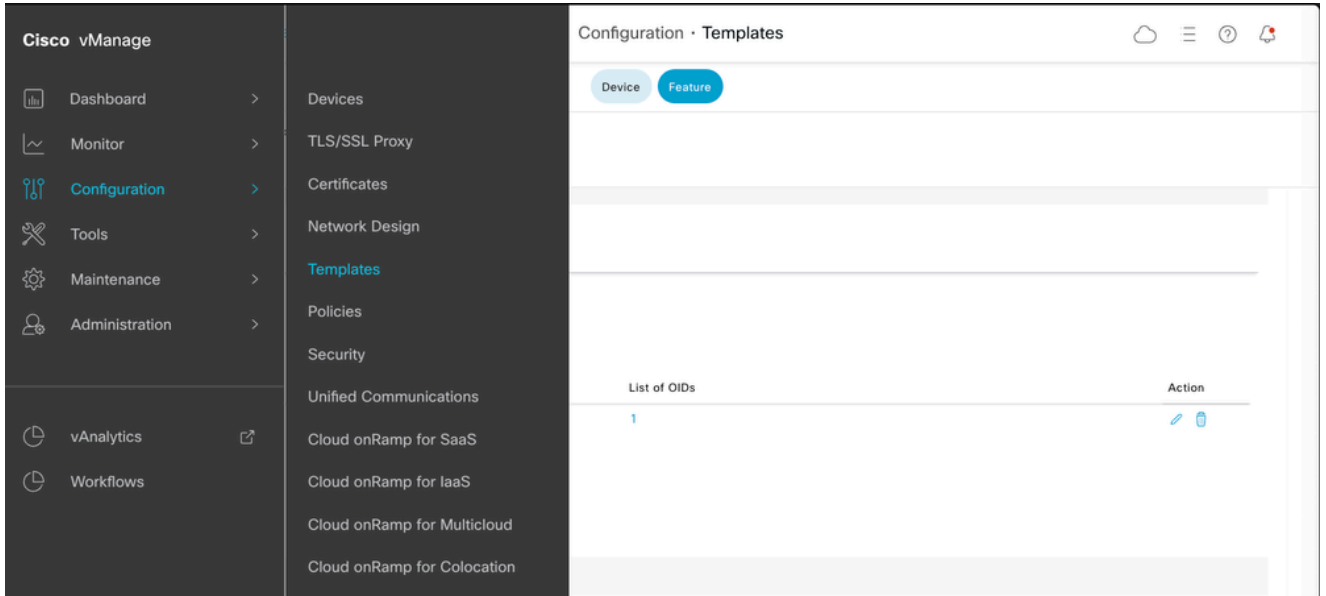 Cisco vManage
Dashboard
Monitor
Configuration
Tools
Maintenance
Administration
vAnalytics
Workflows
Devices
TLS/SSL Proxy
Certificates
Network Design
Templates
Policies
Security
Unified Communications
Cloud onRamp for SaaS
Cloud onRamp for IaaS
Cloud onRamp for Multicloud
Cloud onRamp for Colocation
Configuration · Templates
Device Feature
List of OIDs Action
1